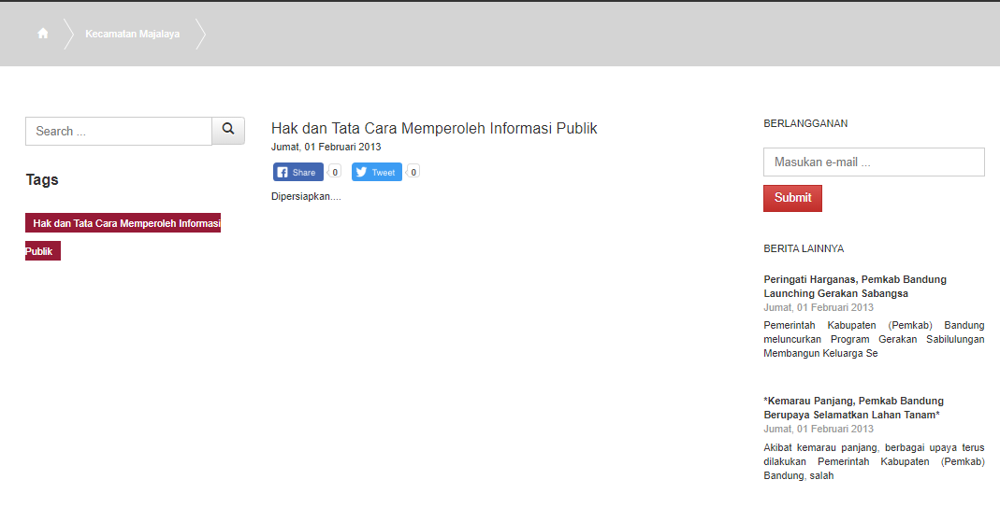 Kecamatan Majalaya
Search ...
Tags
Hak dan Tata Cara Memperoleh Informasi
Publik
Hak dan Tata Cara Memperoleh Informasi Publik
Jumat, 01 Februari 2013
Share 0 Tweet 0
Dipersiapkan....
BERLANGGANAN
Masukan e-mail ...
Submit
BERITA LAINNYA
Peringati Harganas, Pemkab Bandung
Launching Gerakan Sabangsa
Jumat, 01 Februari 2013
Pemerintah Kabupaten (Pemkab) Bandung
meluncurkan Program Gerakan Sabilulungan
Membangun Keluarga Se
*Kemarau Panjang, Pemkab Bandung
Berupaya Selamatkan Lahan Tanam*
Jumat, 01 Februari 2013
Akibat kemarau panjang, berbagai upaya terus
dilakukan Pemerintah Kabupaten (Pemkab)
Bandung, salah